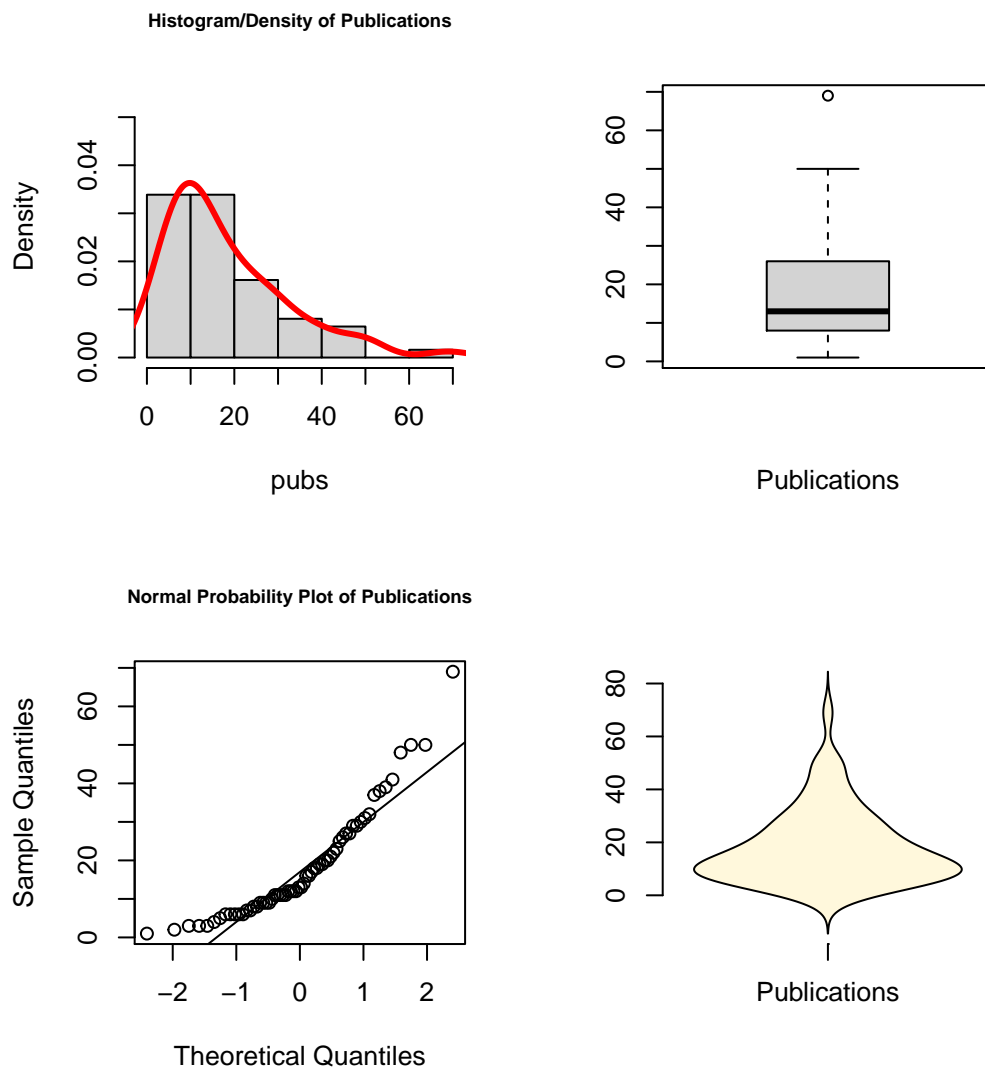 Histogram/Density of Publications
Density
0.00 0.02 0.04
0 20 40 60
pubs
0 20 40 60
Publications
Normal Probability Plot of Publications
Sample Quantiles
0 20 40 60
−2 −1 0 1 2
Theoretical Quantiles
0 20 40 60 80
Publications